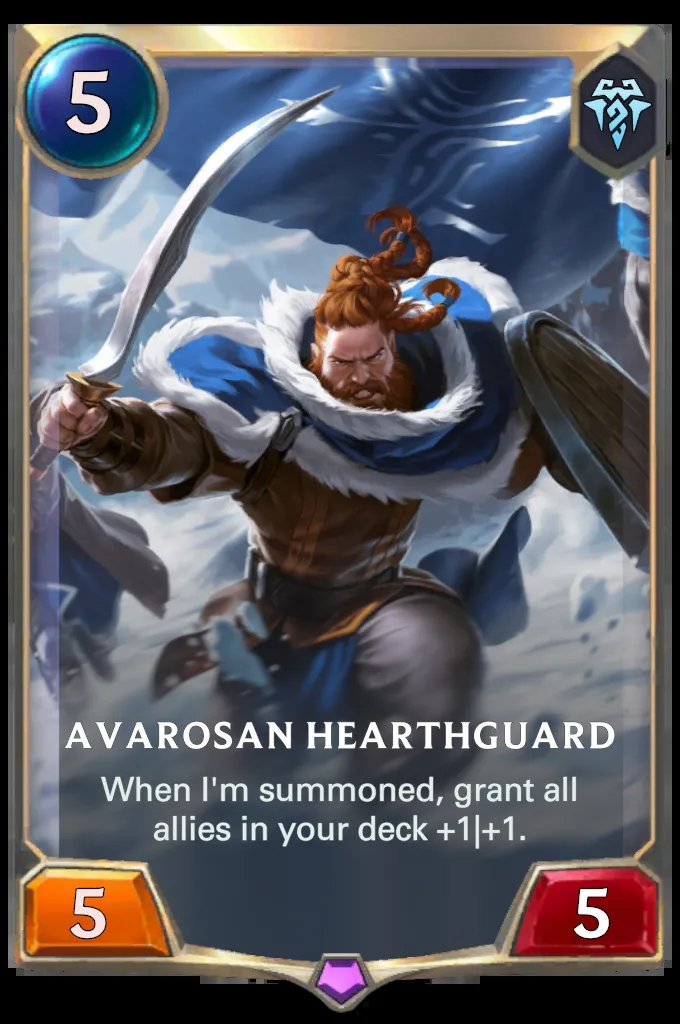 5
AVAROSAN HEARTHGUARD
When I'm summoned, grant all
allies in your deck +1|+1.
5 5